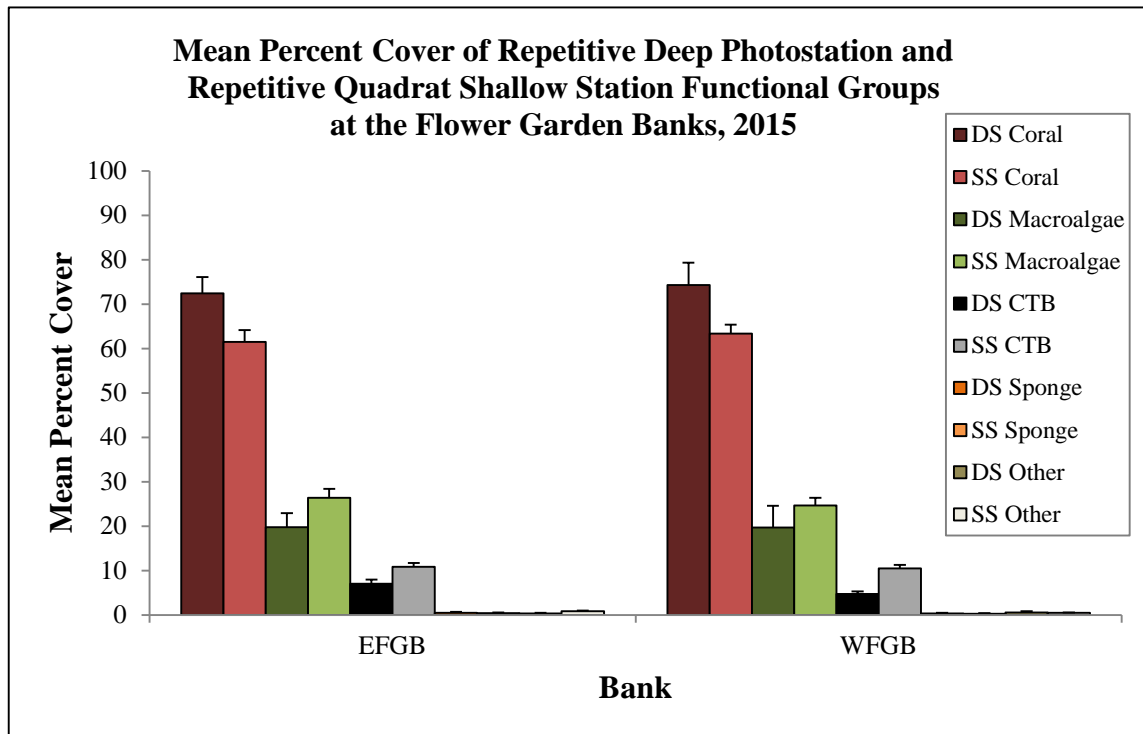 Mean Percent Cover of Repetitive Deep Photostation and
Repetitive Quadrat Shallow Station Functional Groups
at the Flower Garden Banks, 2015
DS Coral
SS Coral
DS Macroalgae
SS Macroalgae
DS CTB
SS CTB
DS Sponge
SS Sponge
DS Other
SS Other
Mean Percent Cover
100
90
80
70
60
50
40
30
20
10
0
EFGB
WFGB
Bank